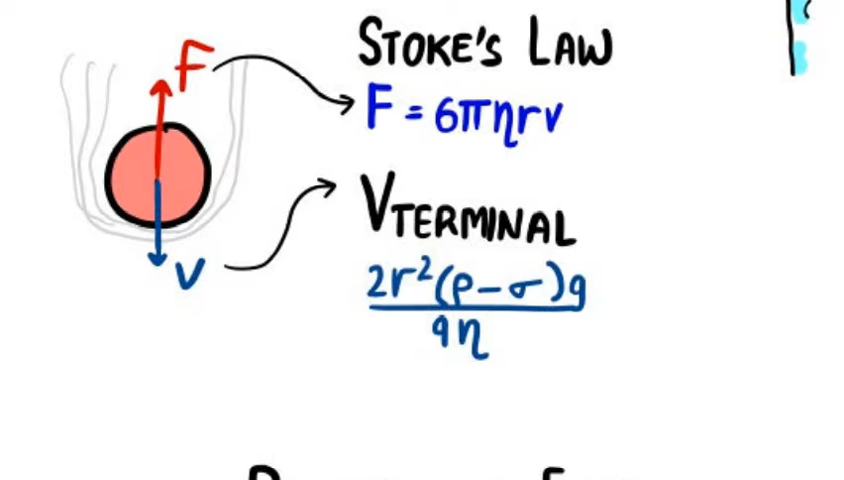 F
STOKE'S LAW
F = 6πηrv
VTERMINAL
v
2r²(ρ-σ)g
9η